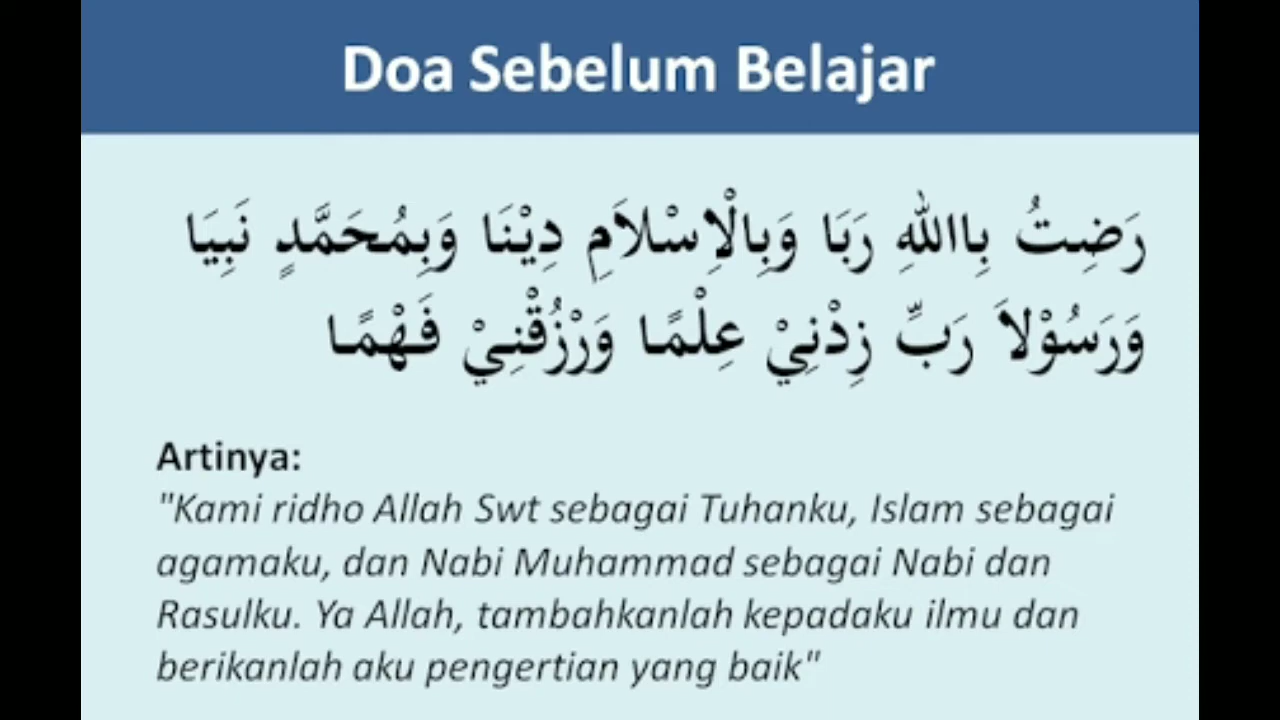 Doa Sebelum Belajar
رَضِتُ بِااللهِ رَبَا وَبِالْاِسْلاَمِ دِيْنَا وَبِمُحَمَّدٍ نَبِيَا
وَرَسُوْلاَ رَبِّ زِدْنِيْ عِلْمًا وَرْزُقْنِيْ فَهْمًا
Artinya:
"Kami ridho Allah Swt sebagai Tuhanku, Islam sebagai
agamaku, dan Nabi Muhammad sebagai Nabi dan
Rasulku. Ya Allah, tambahkanlah kepadaku ilmu dan
berikanlah aku pengertian yang baik"